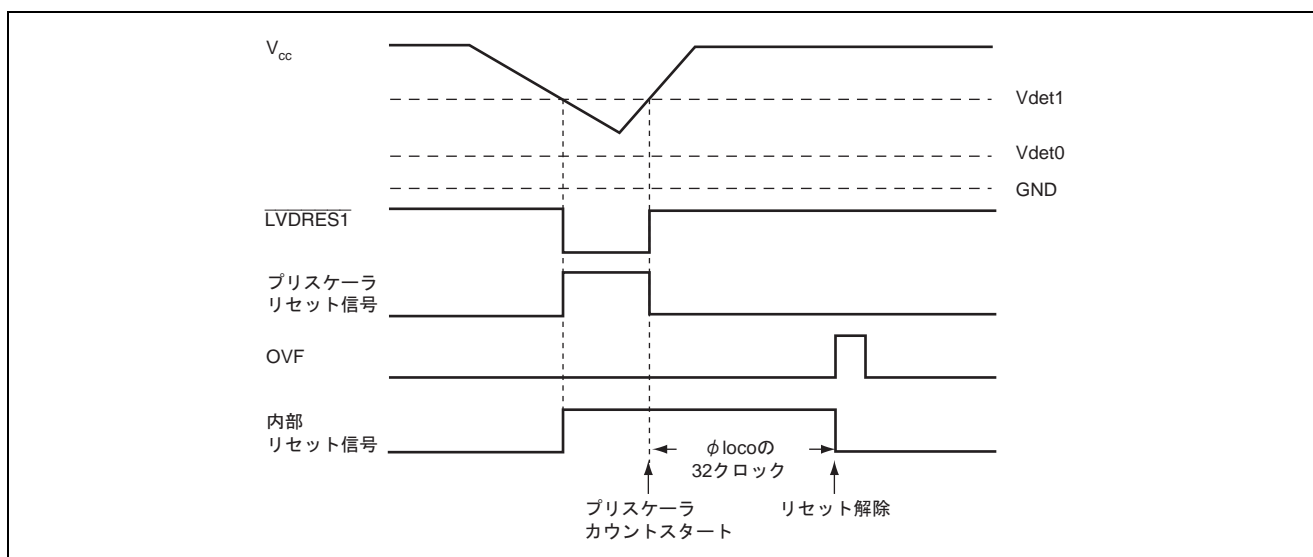 Vcc
Vdet1
Vdet0
GND
LVDRES1
プリスケーラ
リセット信号
OVF
内部
リセット信号
φlocoの
32クロック
プリスケーラ
カウントスタート
リセット解除